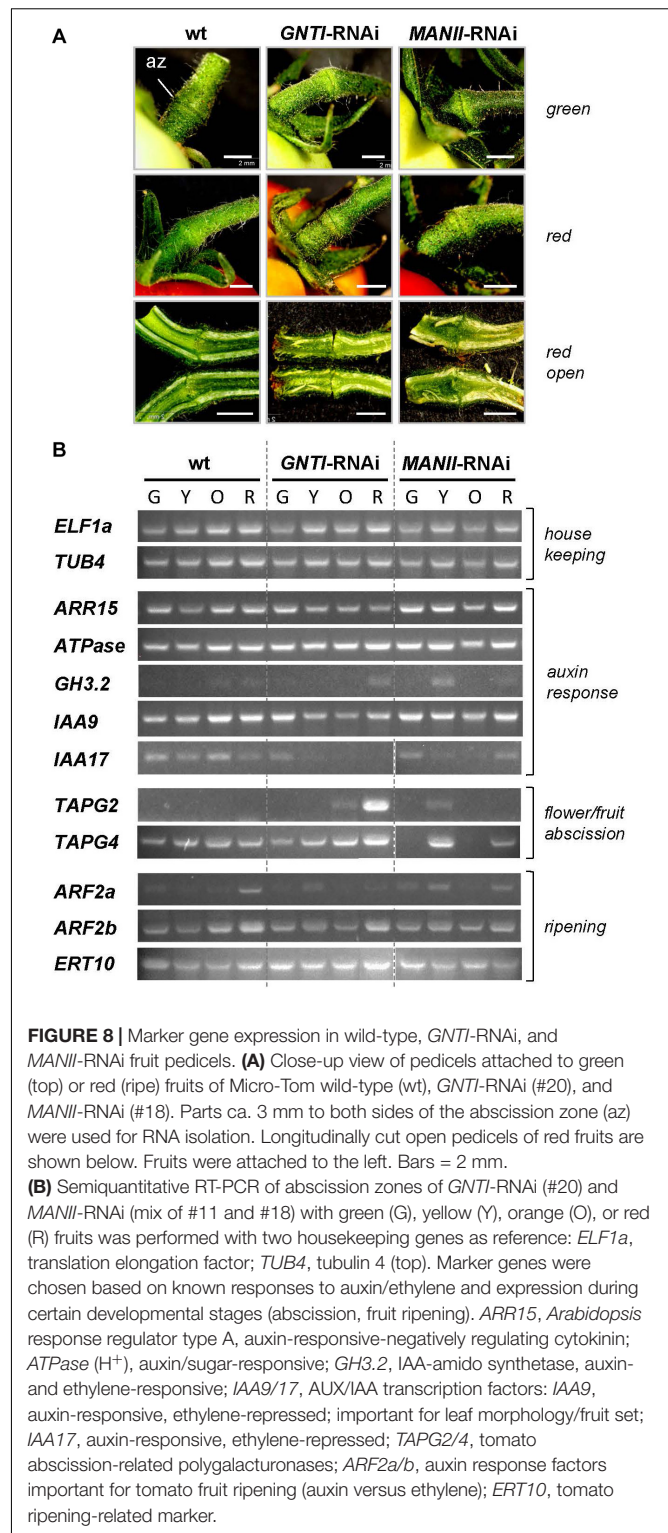 A
wt
GNTI-RNAi
MANII-RNAi
az
green
2 mm
2 m
red
red
open
B
wt
GNTI-RNAi
MANII-RNAi
G Y O R G Y O R G Y O R
ELF1a
TUB4
house
keeping
ARR15
ATPase
GH3.2
IAA9
IAA17
auxin
response
TAPG2
TAPG4
flower/fruit
abscission
ARF2a
ARF2b
ERT10
ripening
FIGURE 8 | Marker gene expression in wild-type, GNTI-RNAi, and
MANII-RNAi fruit pedicels. (A) Close-up view of pedicels attached to green
(top) or red (ripe) fruits of Micro-Tom wild-type (wt), GNTI-RNAi (#20), and
MANII-RNAi (#18). Parts ca. 3 mm to both sides of the abscission zone (az)
were used for RNA isolation. Longitudinally cut open pedicels of red fruits are
shown below. Fruits were attached to the left. Bars = 2 mm.
(B) Semiquantitative RT-PCR of abscission zones of GNTI-RNAi (#20) and
MANII-RNAi (mix of #11 and #18) with green (G), yellow (Y), orange (O), or red
(R) fruits was performed with two housekeeping genes as reference: ELF1a,
translation elongation factor; TUB4, tubulin 4 (top). Marker genes were
chosen based on known responses to auxin/ethylene and expression during
certain developmental stages (abscission, fruit ripening). ARR15, Arabidopsis
response regulator type A, auxin-responsive-negatively regulating cytokinin;
ATPase (H+), auxin/sugar-responsive; GH3.2, IAA-amido synthetase, auxin-
and ethylene-responsive; IAA9/17, AUX/IAA transcription factors: IAA9,
auxin-responsive, ethylene-repressed; important for leaf morphology/fruit set;
IAA17, auxin-responsive, ethylene-repressed; TAPG2/4, tomato
abscission-related polygalacturonases; ARF2a/b, auxin response factors
important for tomato fruit ripening (auxin versus ethylene); ERT10, tomato
ripening-related marker.